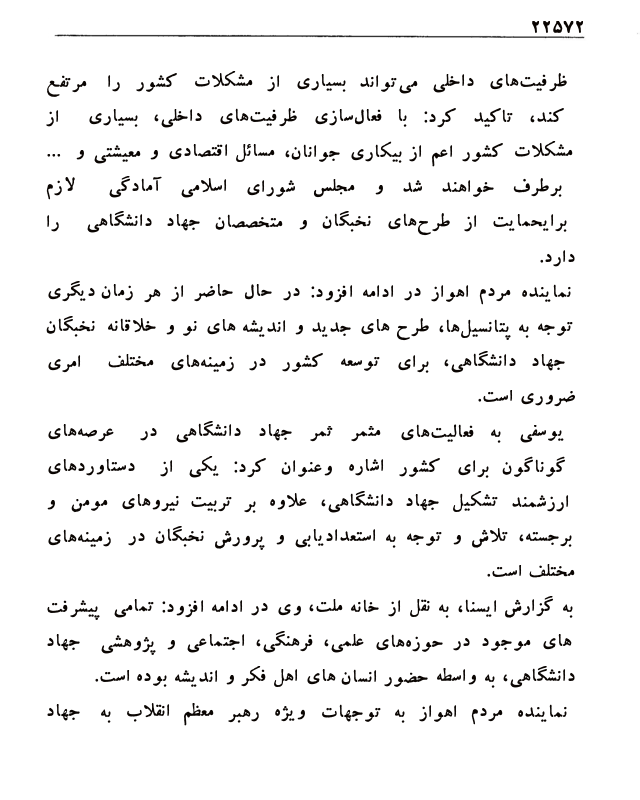 ۲۲۵۷۲
ظرفیت‌های داخلی می‌تواند بسیاری از مشکلات کشور را مرتفع
کند، تاکید کرد: با فعال‌سازی ظرفیت‌های داخلی، بسیاری از
مشکلات کشور اعم از بیکاری جوانان، مسائل اقتصادی و معیشتی و ...
برطرف خواهند شد و مجلس شورای اسلامی آمادگی لازم
برایحمایت از طرح‌های نخبگان و متخصصان جهاد دانشگاهی را
دارد.
نماینده مردم اهواز در ادامه افزود: در حال حاضر از هر زمان دیگری
توجه به پتانسیل‌ها، طرح های جدید و اندیشه های نو و خلاقانه نخبگان
جهاد دانشگاهی، برای توسعه کشور در زمینه‌های مختلف امری
ضروری است.
یوسفی به فعالیت‌های مثمر ثمر جهاد دانشگاهی در عرصه‌های
گوناگون برای کشور اشاره وعنوان کرد: یکی از دستاوردهای
ارزشمند تشکیل جهاد دانشگاهی، علاوه بر تربیت نیروهای مومن و
برجسته، تلاش و توجه به استعدادیابی و پرورش نخبگان در زمینه‌های
مختلف است.
به گزارش ایسنا، به نقل از خانه ملت، وی در ادامه افزود: تمامی پیشرفت
های موجود در حوزه‌های علمی، فرهنگی، اجتماعی و پژوهشی جهاد
دانشگاهی، به واسطه حضور انسان های اهل فکر و اندیشه بوده است.
نماینده مردم اهواز به توجهات ویژه رهبر معظم انقلاب به جهاد